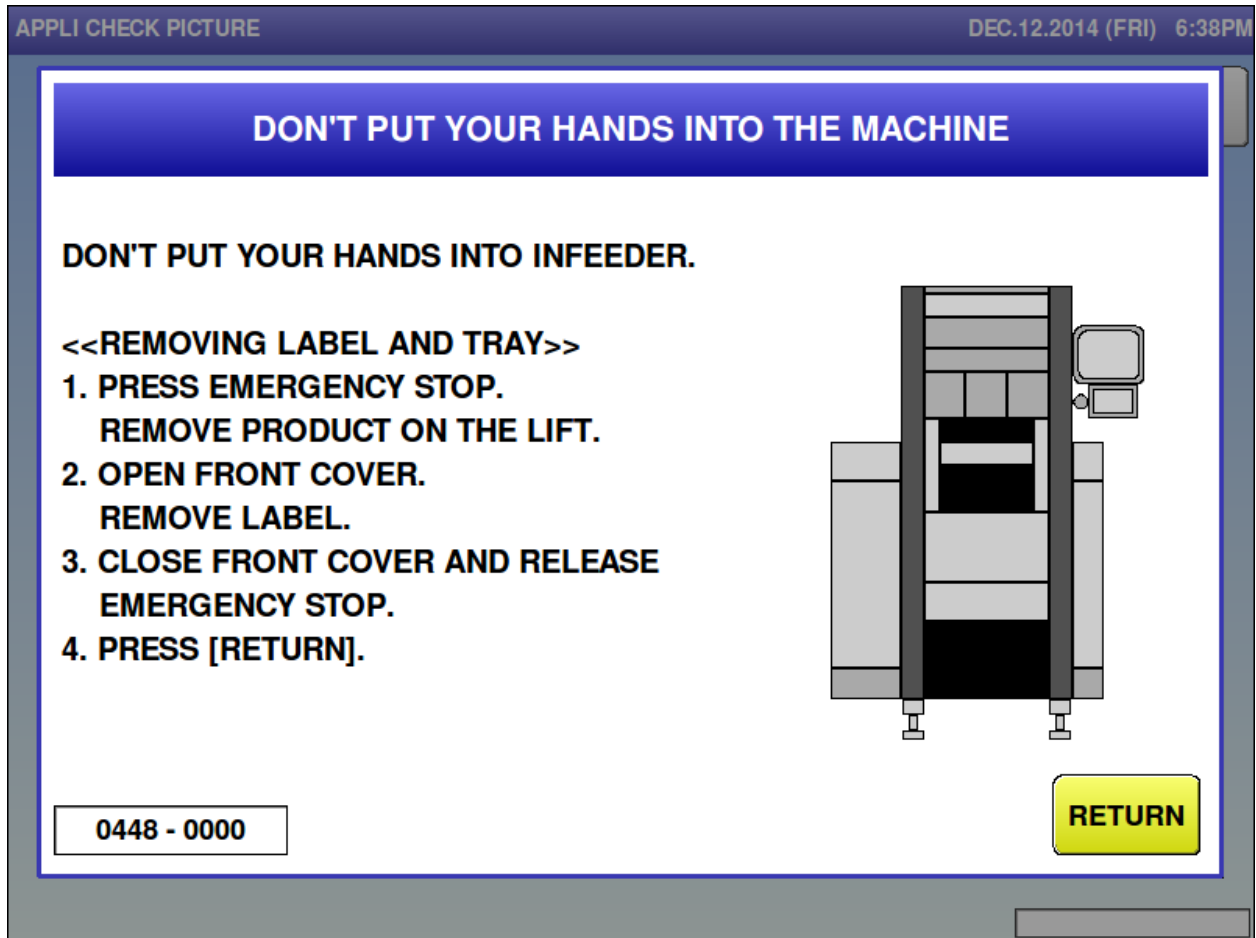 APPLI CHECK PICTURE
DEC.12.2014 (FRI) 6:38PM
DON'T PUT YOUR HANDS INTO THE MACHINE
DON'T PUT YOUR HANDS INTO INFEEDER.
<<REMOVING LABEL AND TRAY>>
1. PRESS EMERGENCY STOP.
REMOVE PRODUCT ON THE LIFT.
2. OPEN FRONT COVER.
REMOVE LABEL.
3. CLOSE FRONT COVER AND RELEASE
EMERGENCY STOP.
4. PRESS [RETURN].
0448 - 0000
RETURN